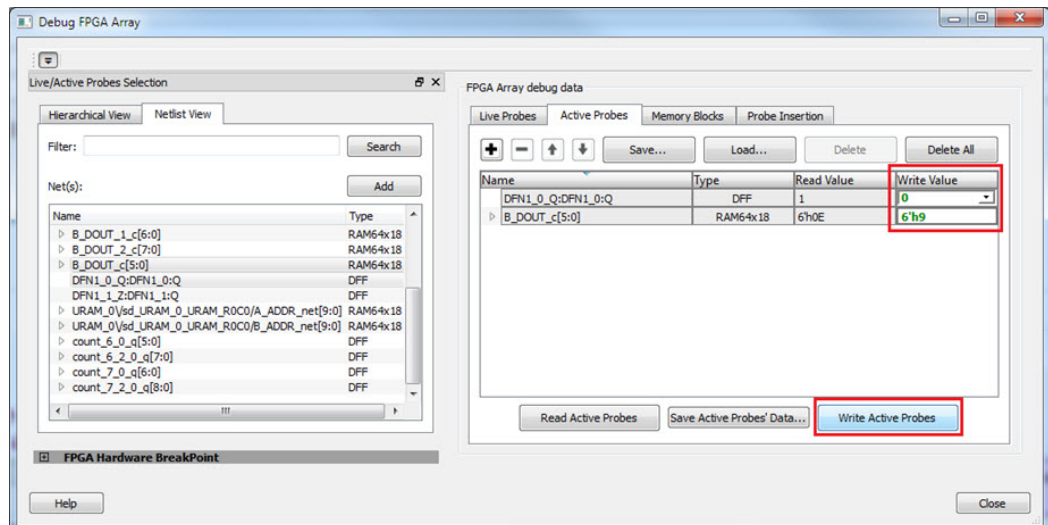 Debug FPGA Array
Live/Active Probes Selection
Hierarchical View Netlist View
Filter: Search
Net(s): Add
Name Type
B_DOUT_1_c[6:0] RAM64x18
B_DOUT_2_c[7:0] RAM64x18
B_DOUT_c[5:0] RAM64x18
DFN1_0_Q:DFN1_0:Q DFF
DFN1_1_Z:DFN1_1:Q DFF
URAM_0\/sd_URAM_0_URAM_R0C0/A_ADDR_net[9:0] RAM64x18
URAM_0\/sd_URAM_0_URAM_R0C0/B_ADDR_net[9:0] RAM64x18
count_6_0_q[5:0] DFF
count_6_2_0_q[7:0] DFF
count_7_0_q[6:0] DFF
count_7_2_0_q[8:0] DFF
FPGA Hardware BreakPoint
FPGA Array debug data
Live Probes Active Probes Memory Blocks Probe Insertion
Save... Load... Delete Delete All
Name Type Read Value Write Value
DFN1_0_Q:DFN1_0:Q DFF 1 0
B_DOUT_c[5:0] RAM64x18 6'h0E 6'h9
Read Active Probes Save Active Probes' Data... Write Active Probes
Help Close